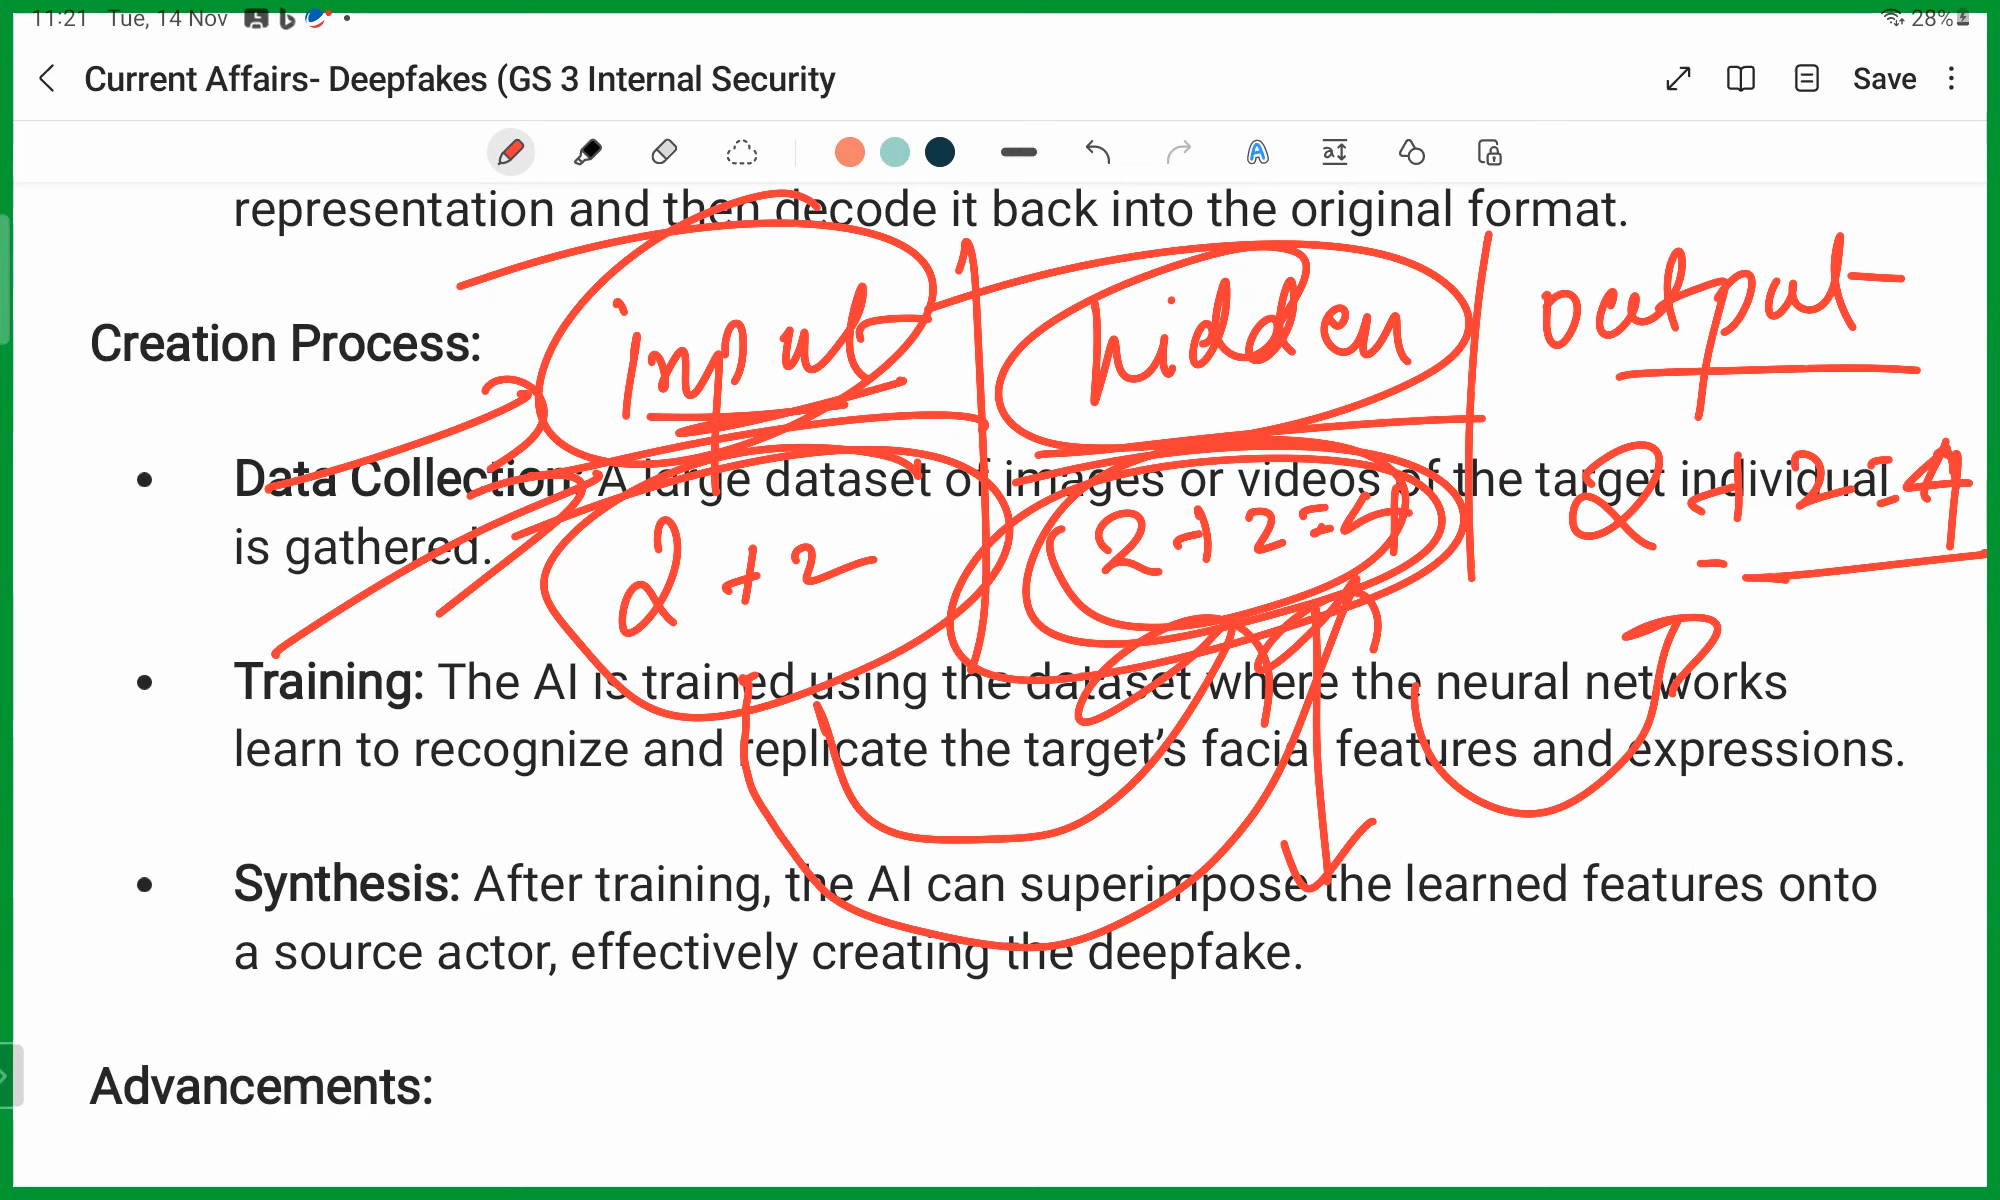 11:21 Tue, 14 Nov 28%
Current Affairs- Deepfakes (GS 3 Internal Security
Save
representation and then decode it back into the original format.
input hidden output
Creation Process:
• Data Collection: A large dataset of images or videos of the target individual
is gathered.
2 + 2 2 + 2 = 4 2 + 2 = 4
• Training: The AI is trained using the dataset where the neural networks
learn to recognize and replicate the target’s facial features and expressions.
• Synthesis: After training, the AI can superimpose the learned features onto
a source actor, effectively creating the deepfake.
Advancements: